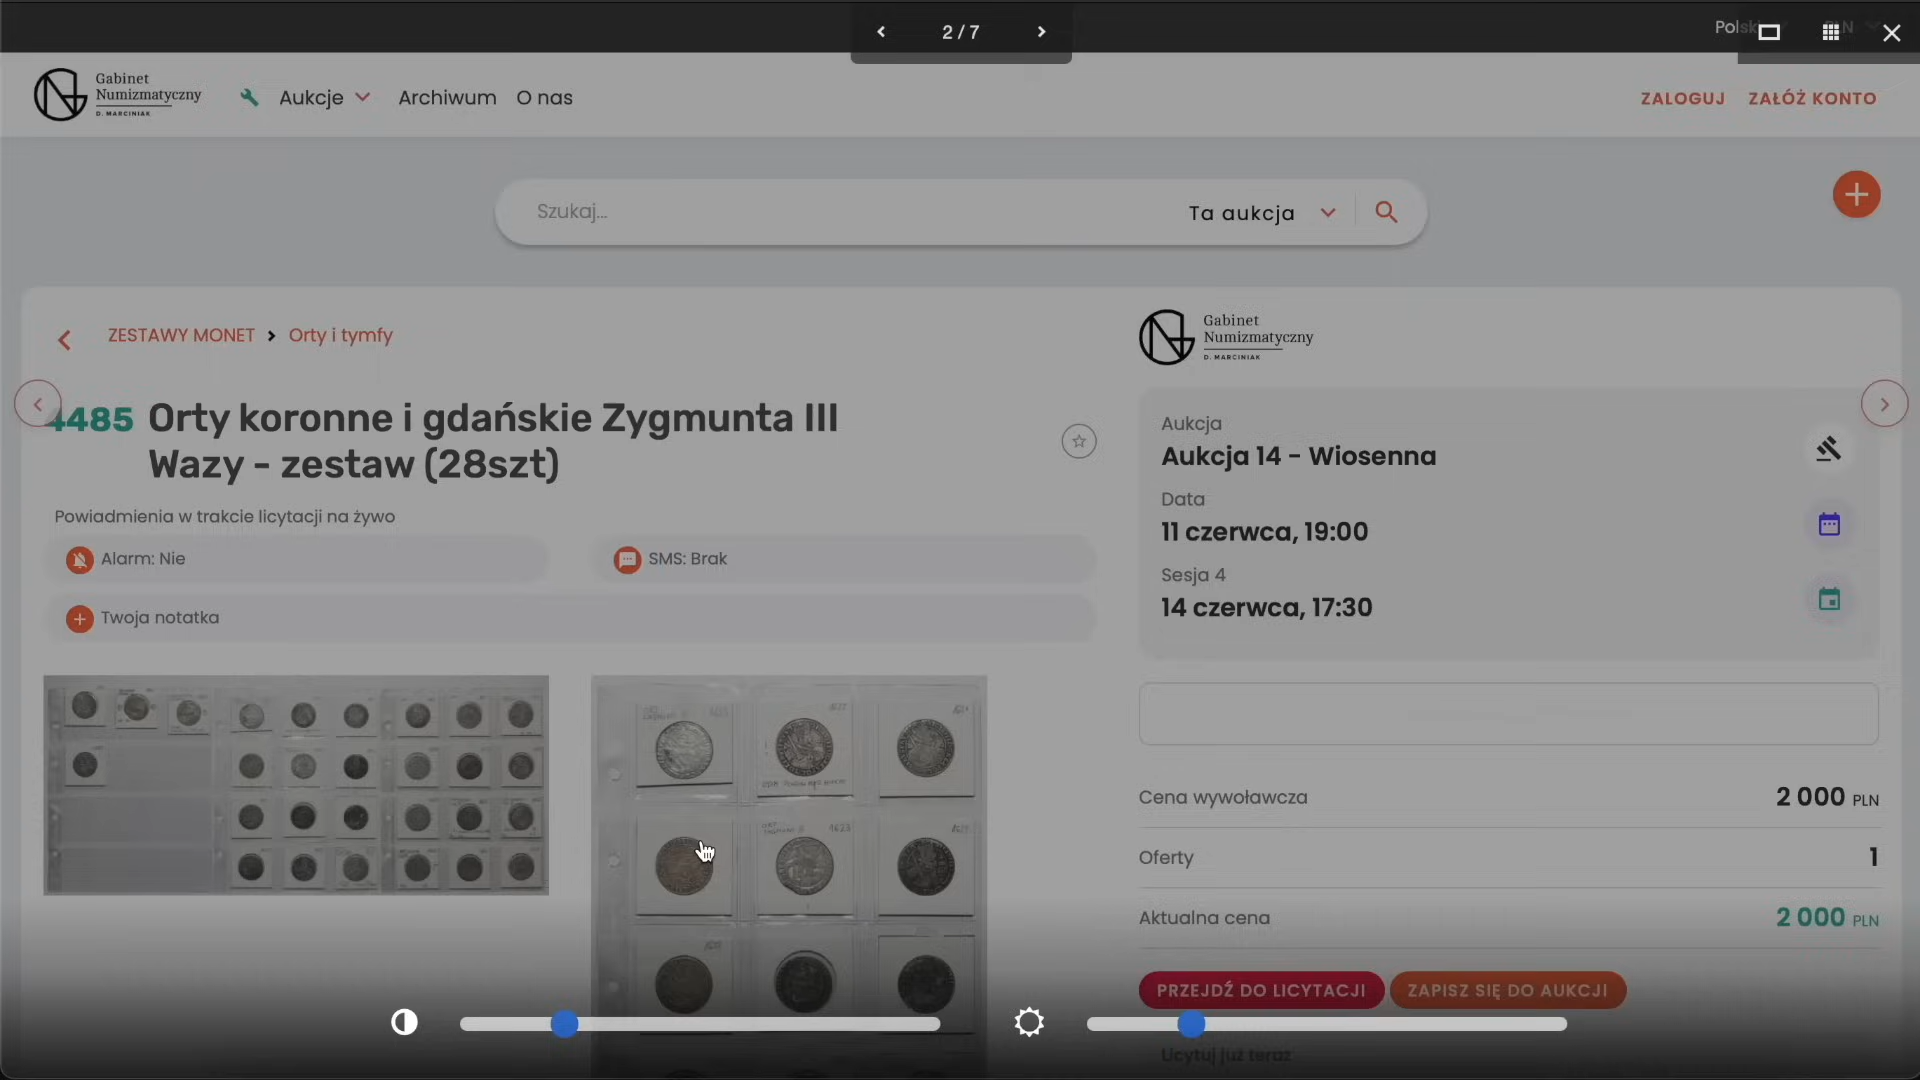 2 / 7
Gabinet
Numizmatyczny
D. MARCINIAK
Aukcje
Archiwum
O nas
ZALOGUJ
ZAŁÓŻ KONTO
Szukaj...
Ta aukcja
ZESTAWY MONET
Orty i tymfy
Gabinet
Numizmatyczny
D. MARCINIAK
4485 Orty koronne i gdańskie Zygmunta III
Wazy - zestaw (28szt)
Powiadmienia w trakcie licytacji na żywo
Alarm: Nie
SMS: Brak
Twoja notatka
Aukcja
Aukcja 14 - Wiosenna
Data
11 czerwca, 19:00
Sesja 4
14 czerwca, 17:30
1623
Cena wywoławcza
2 000 PLN
Oferty
1
Aktualna cena
2 000 PLN
PRZEJDŹ DO LICYTACJI
ZAPISZ SIĘ DO AUKCJI